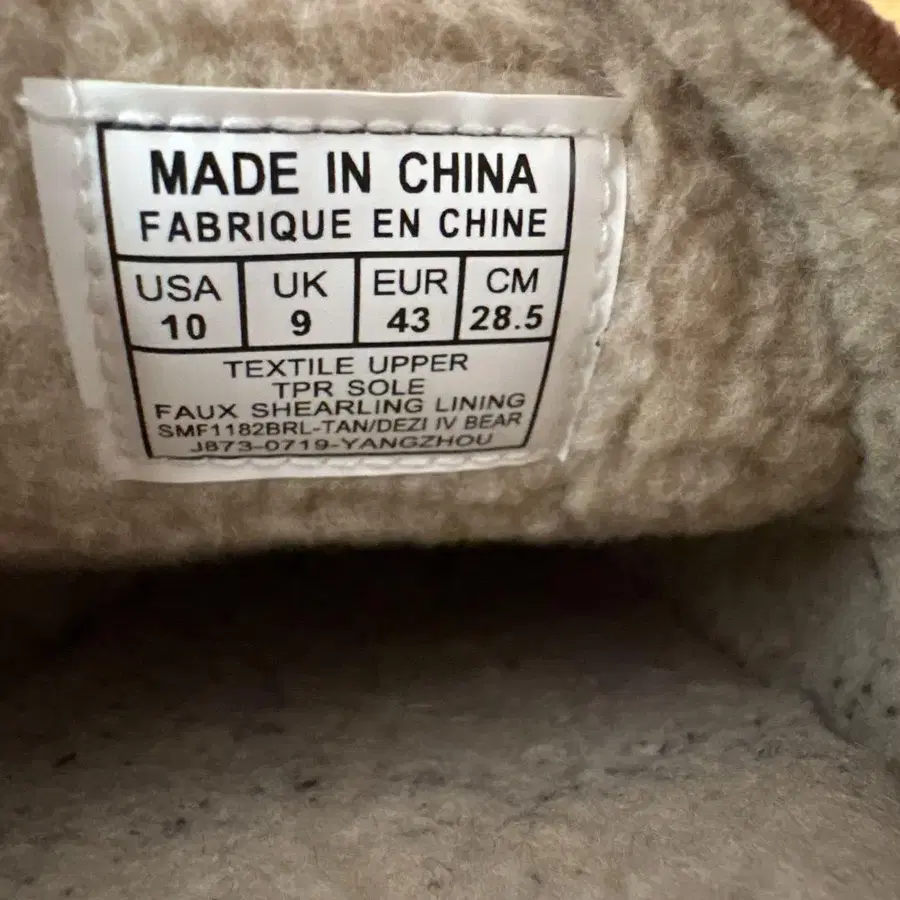 MADE IN CHINA
FABRIQUE EN CHINE
USA UK EUR CM
10 9 43 28.5
TEXTILE UPPER
TPR SOLE
FAUX SHEARLING LINING
SMF1182BRL-TAN/DEZI IV BEAR
J873-0719-YANGZHOU